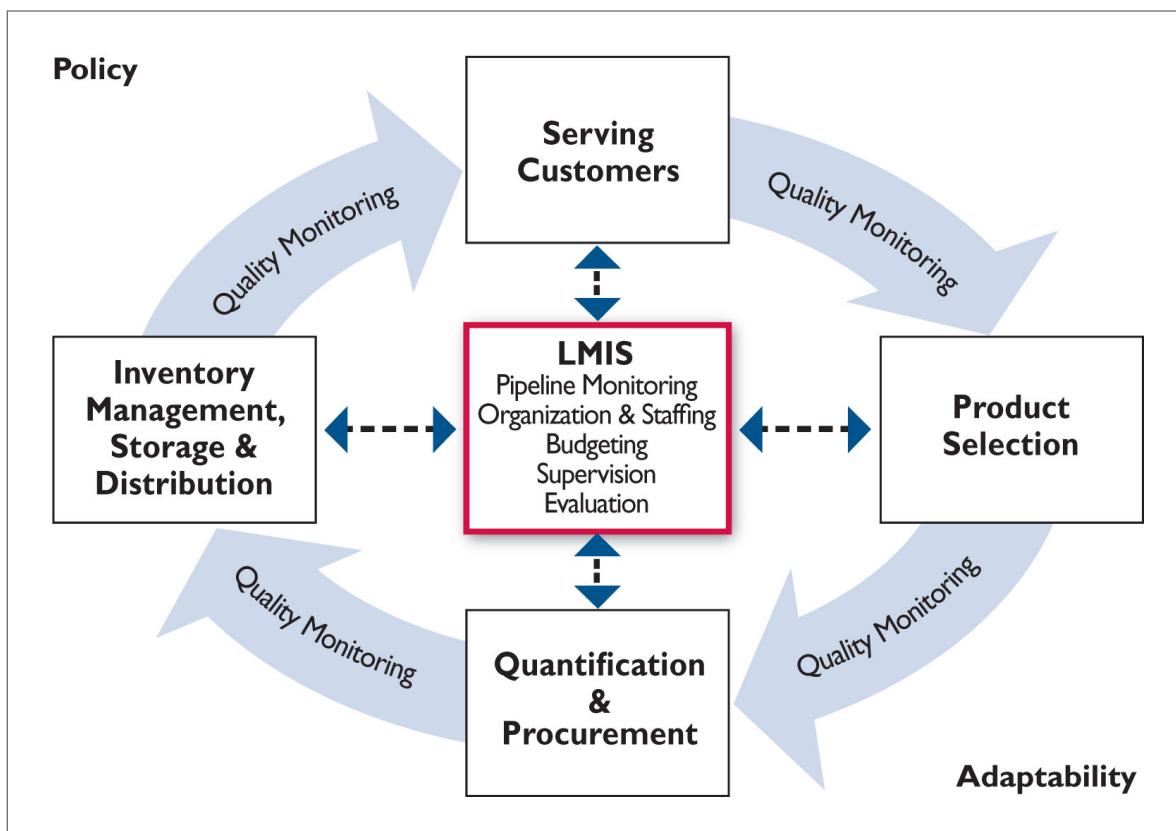 Policy
Serving
Customers
Quality Monitoring
Quality Monitoring
Inventory
Management,
Storage &
Distribution
LMIS
Pipeline Monitoring
Organization & Staffing
Budgeting
Supervision
Evaluation
Product
Selection
Quality Monitoring
Quality Monitoring
Quantification
&
Procurement
Adaptability